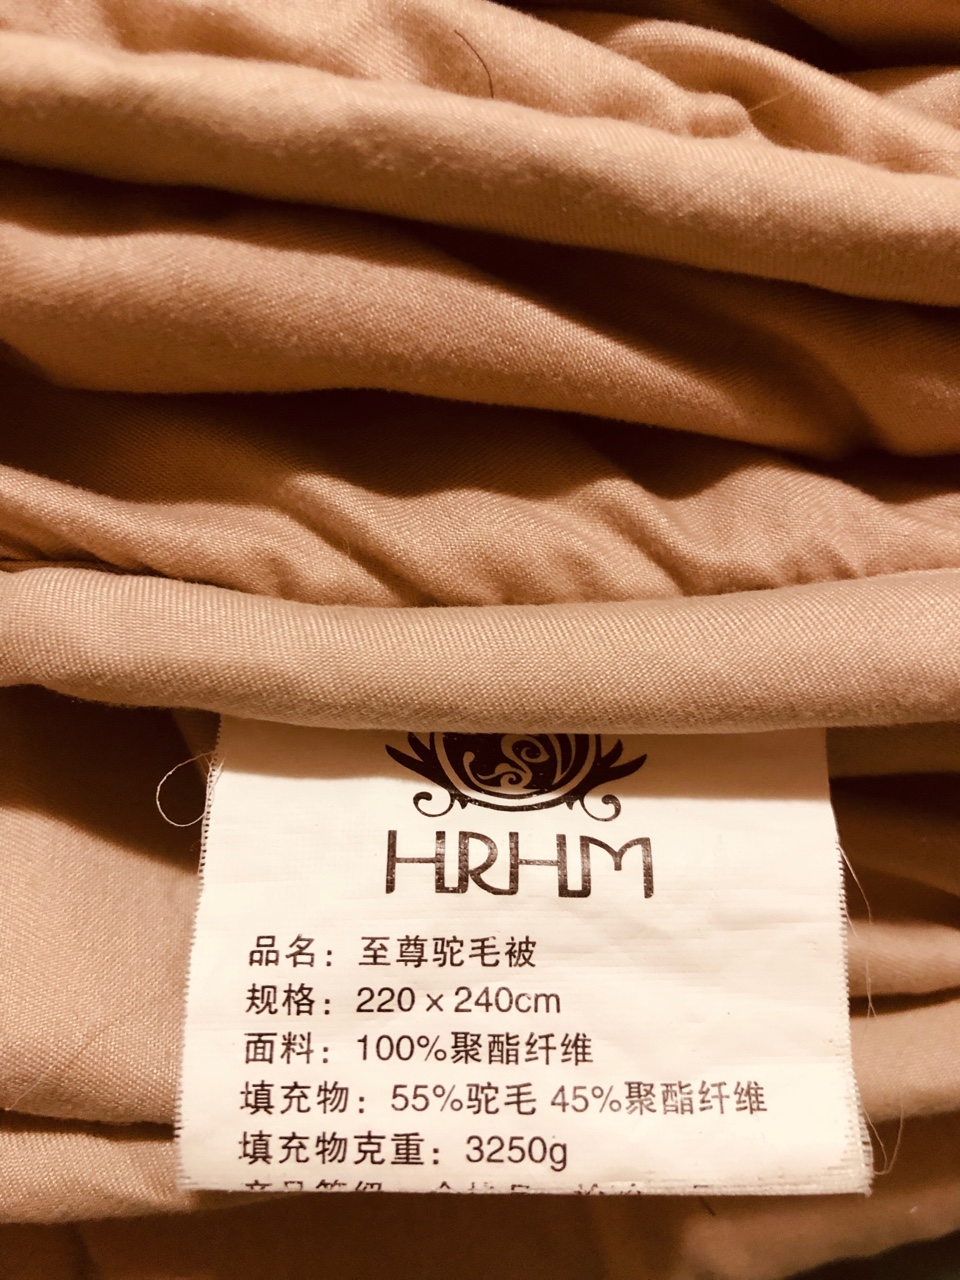 HRHM
品名：至尊驼毛被
规格：220×240cm
面料：100%聚酯纤维
填充物：55%驼毛 45%聚酯纤维
填充物克重：3250g